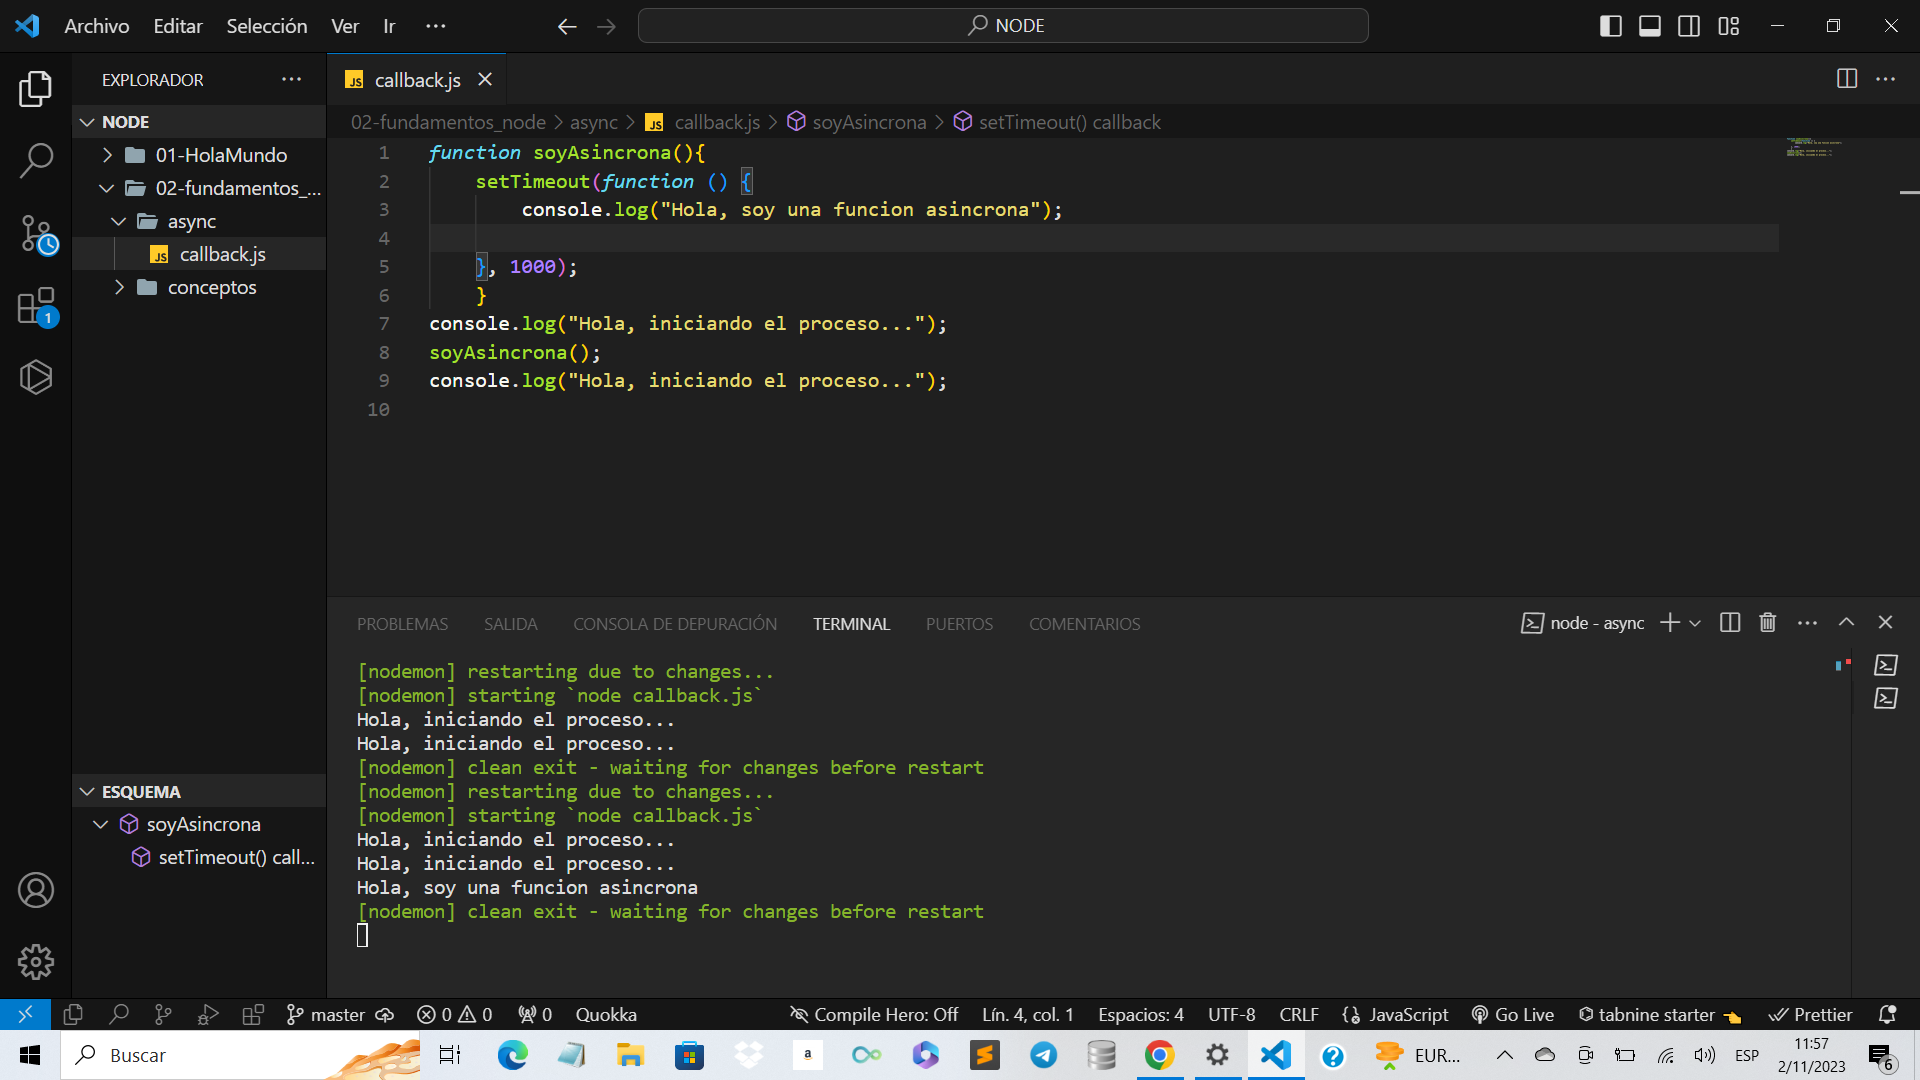 Archivo Editar Selección Ver Ir ...
NODE
EXPLORADOR ...
NODE
01-HolaMundo
02-fundamentos_...
async
JS callback.js
conceptos
ESQUEMA
soyAsincrona
setTimeout() call...
1
JS callback.js
02-fundamentos_node > async > JS callback.js > soyAsincrona > setTimeout() callback
1 function soyAsincrona(){
2 setTimeout(function () {
3 console.log("Hola, soy una funcion asincrona");
4
5 }, 1000);
6 }
7 console.log("Hola, iniciando el proceso...");
8 soyAsincrona();
9 console.log("Hola, iniciando el proceso...");
10
PROBLEMAS SALIDA CONSOLA DE DEPURACIÓN TERMINAL PUERTOS COMENTARIOS
node - async
[nodemon] restarting due to changes...
[nodemon] starting `node callback.js`
Hola, iniciando el proceso...
Hola, iniciando el proceso...
[nodemon] clean exit - waiting for changes before restart
[nodemon] restarting due to changes...
[nodemon] starting `node callback.js`
Hola, iniciando el proceso...
Hola, iniciando el proceso...
Hola, soy una funcion asincrona
[nodemon] clean exit - waiting for changes before restart
master 0 0 0 Quokka Compile Hero: Off Lín. 4, col. 1 Espacios: 4 UTF-8 CRLF JavaScript Go Live tabnine starter Prettier
Buscar
a
EUR...
ESP
11:57
2/11/2023
6